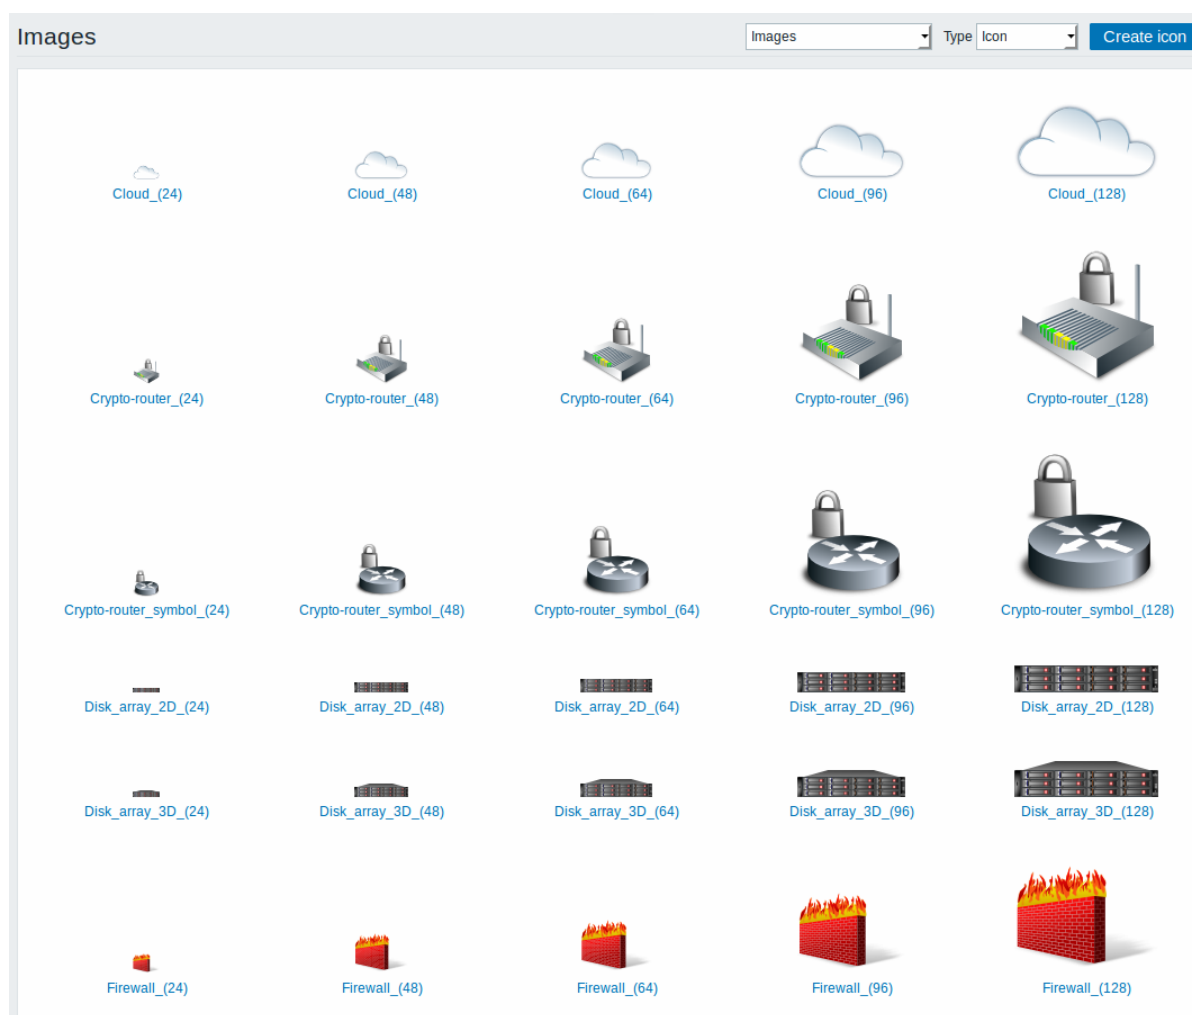 Images Images Type Icon Create icon
Cloud_(24) Cloud_(48) Cloud_(64) Cloud_(96) Cloud_(128)
Crypto-router_(24) Crypto-router_(48) Crypto-router_(64) Crypto-router_(96) Crypto-router_(128)
Crypto-router_symbol_(24) Crypto-router_symbol_(48) Crypto-router_symbol_(64) Crypto-router_symbol_(96) Crypto-router_symbol_(128)
Disk_array_2D_(24) Disk_array_2D_(48) Disk_array_2D_(64) Disk_array_2D_(96) Disk_array_2D_(128)
Disk_array_3D_(24) Disk_array_3D_(48) Disk_array_3D_(64) Disk_array_3D_(96) Disk_array_3D_(128)
Firewall_(24) Firewall_(48) Firewall_(64) Firewall_(96) Firewall_(128)